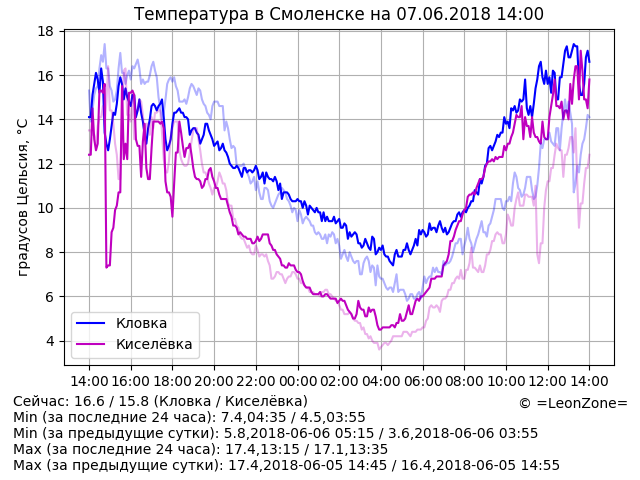 Температура в Смоленске на 07.06.2018 14:00
градусов Цельсия, °C
18
16
14
12
10
8
6
4
Кловка
Киселёвка
14:00 16:00 18:00 20:00 22:00 00:00 02:00 04:00 06:00 08:00 10:00 12:00 14:00
Сейчас: 16.6 / 15.8 (Кловка / Киселёвка)
© =LeonZone=
Min (за последние 24 часа): 7.4,04:35 / 4.5,03:55
Min (за предыдущие сутки): 5.8,2018-06-06 05:15 / 3.6,2018-06-06 03:55
Max (за последние 24 часа): 17.4,13:15 / 17.1,13:35
Max (за предыдущие сутки): 17.4,2018-06-05 14:45 / 16.4,2018-06-05 14:55